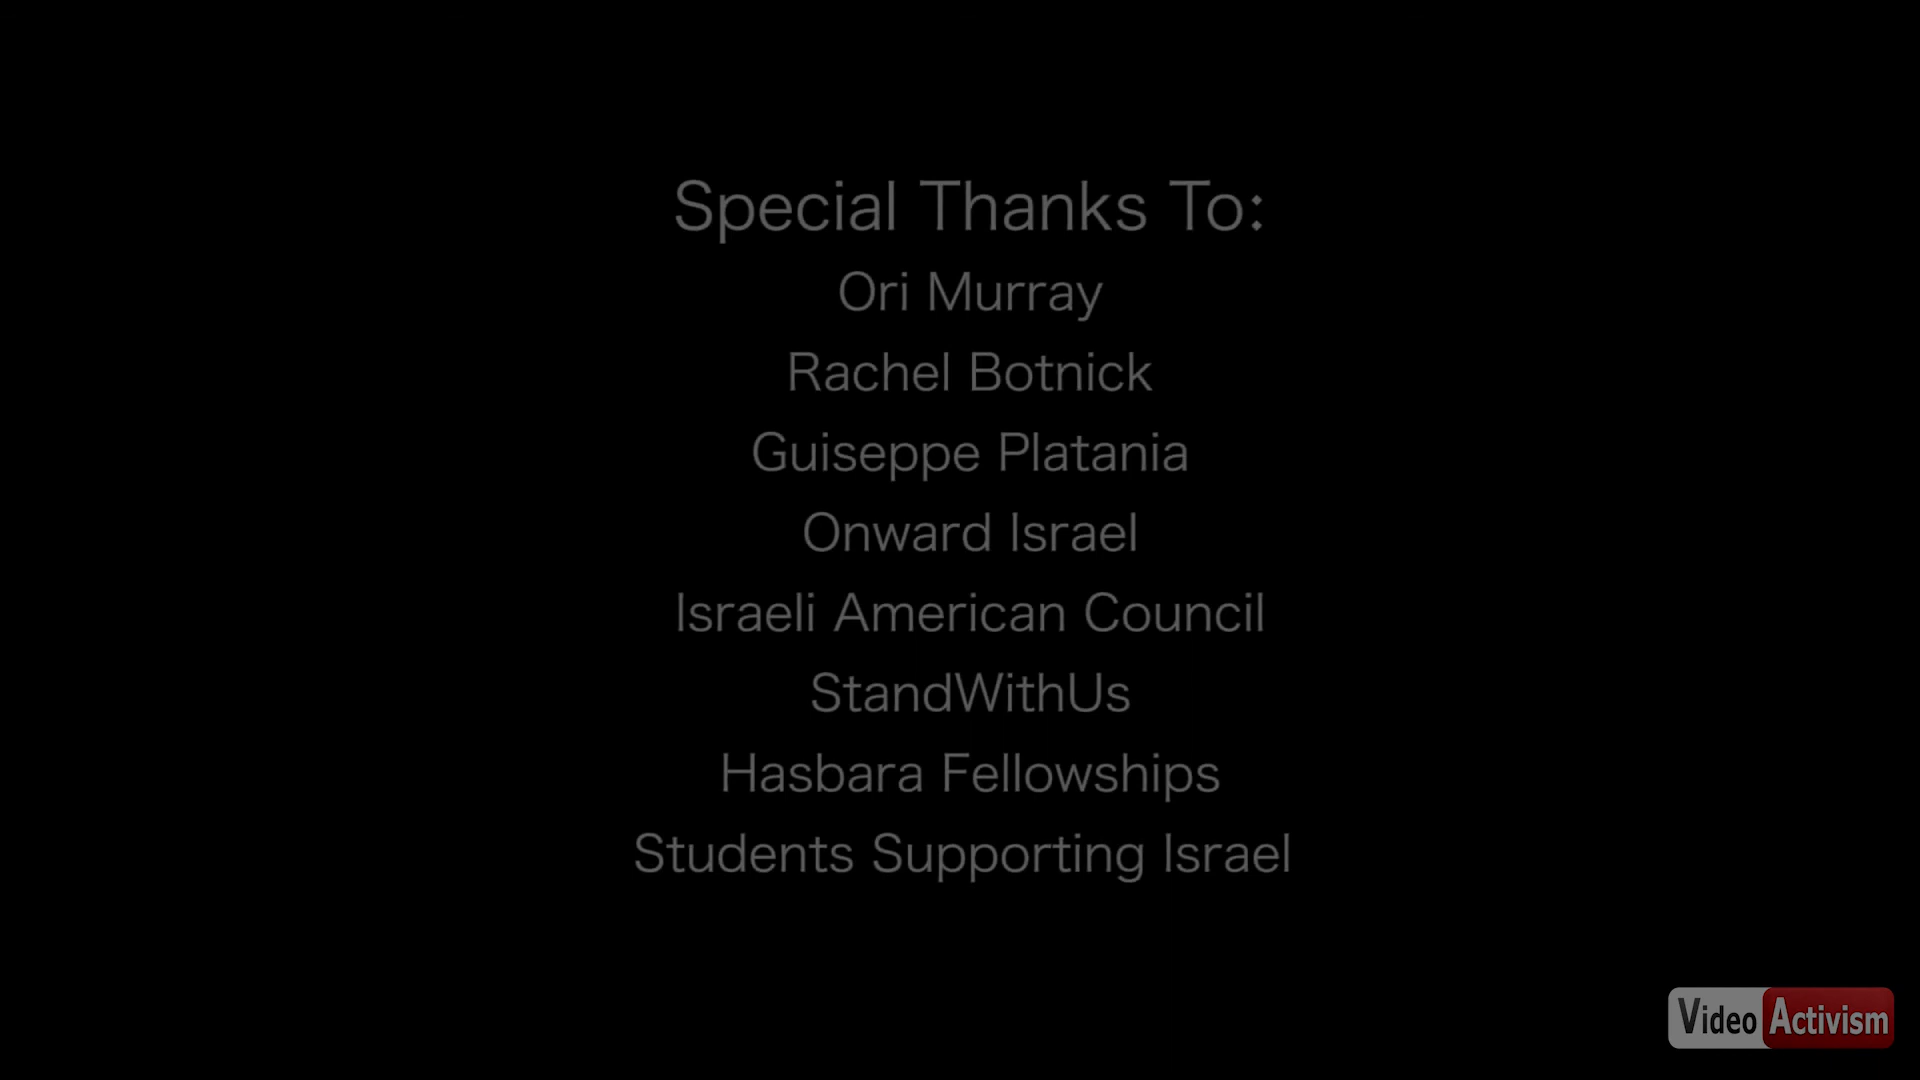 Special Thanks To:
Ori Murray
Rachel Botnick
Guiseppe Platania
Onward Israel
Israeli American Council
StandWithUs
Hasbara Fellowships
Students Supporting Israel
Video Activism